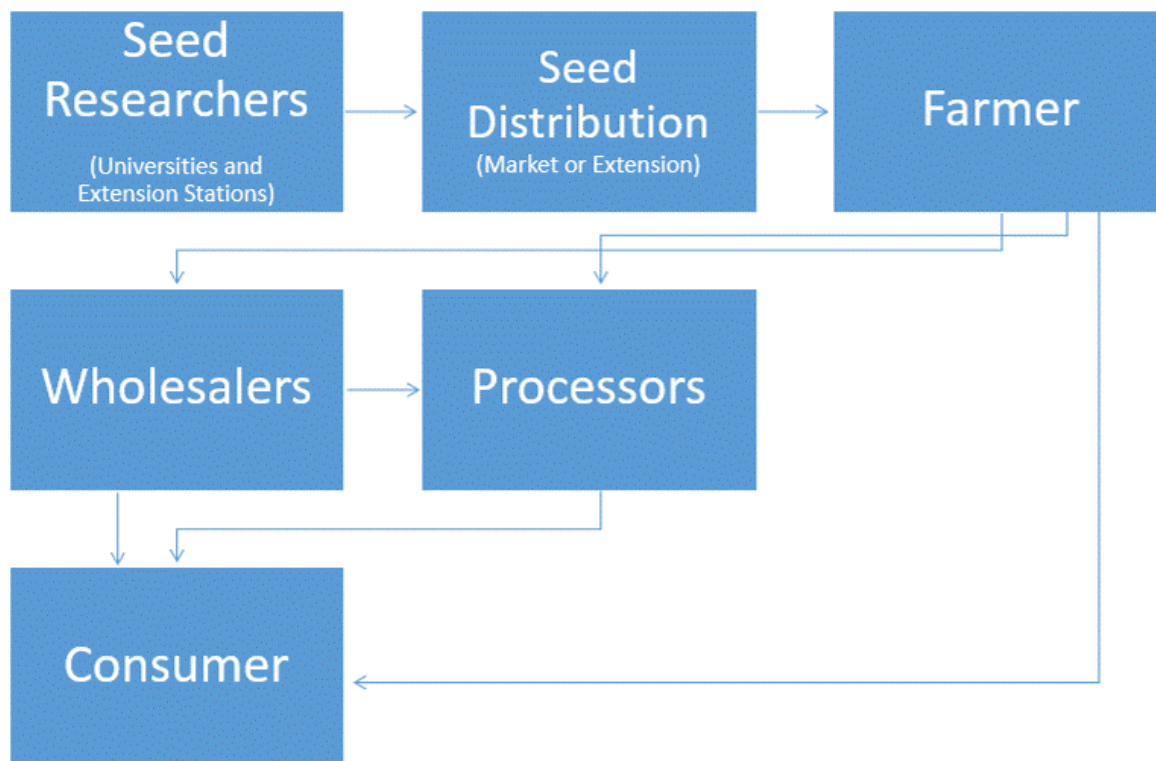 Seed
Researchers
(Universities and
Extension Stations)
Seed
Distribution
(Market or Extension)
Farmer
Wholesalers
Processors
Consumer